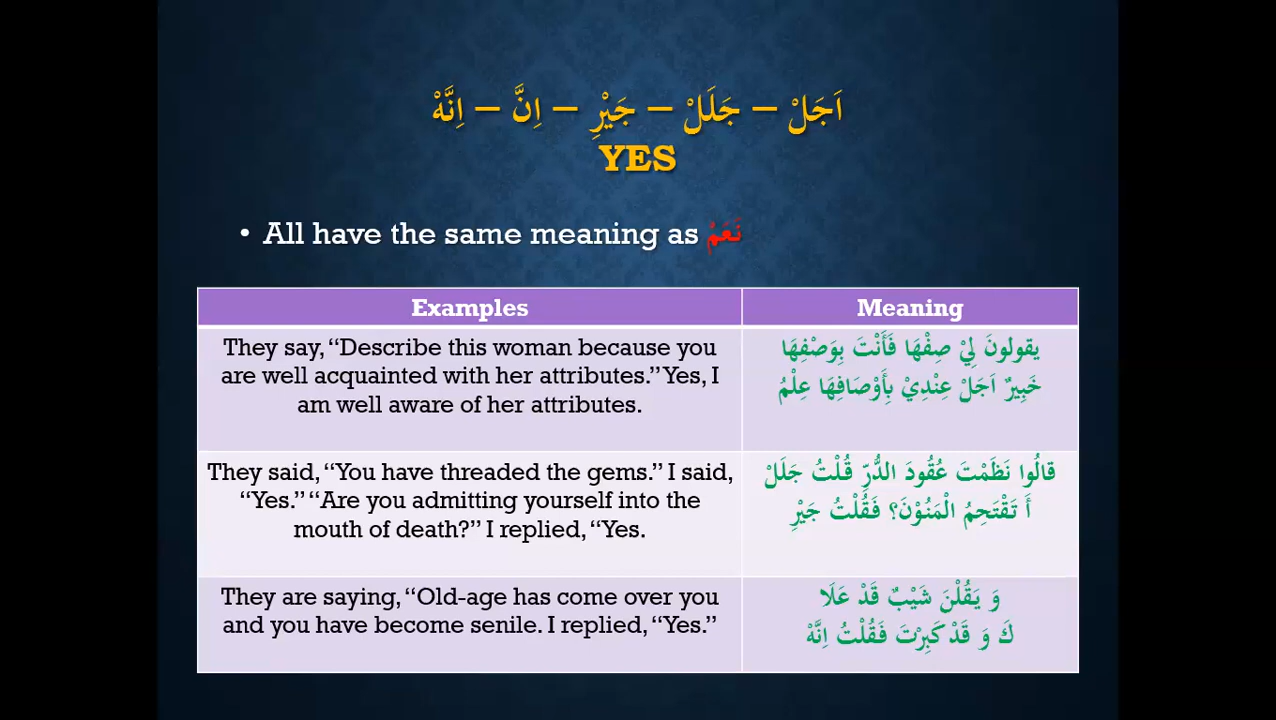 اَجَلْ – جَلَلْ – جَيْرِ – اِنَّ – اِنَّهْ
YES
• All have the same meaning as نَعَمْ
Examples
Meaning
They say, “Describe this woman because you
are well acquainted with her attributes.” Yes, I
am well aware of her attributes.
يقولونَ لِيْ صِفْهَا فَأَنْتَ بِوَصْفِهَا
خَبِيرٌ اَجَلْ عِنْدِيْ بِأَوْصَافِهَا عِلْمُ
They said, “You have threaded the gems.” I said,
“Yes.” “Are you admitting yourself into the
mouth of death?” I replied, “Yes.
قالُوا نَظَمْتَ عُقُودَ الدُّرِّ قُلْتُ جَلَلْ
أَ تَقْتَحِمُ الْمَنُوْنَ؟ فَقُلْتُ جَيْرِ
They are saying, “Old-age has come over you
and you have become senile. I replied, “Yes.”
وَ يَقُلْنَ شَيْبٌ قَدْ عَلَا
كَ وَ قَدْ كَبِرْتَ فَقُلْتُ اِنَّهْ